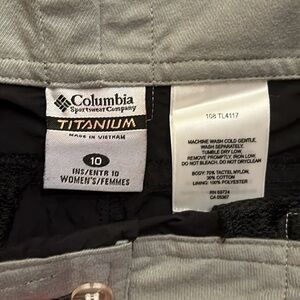 Columbia
Sportswear Company
TITANIUM
MADE IN VIETNAM
10
INS/ENTR 10
WOMEN'S/FEMMES
108 TL4117
MACHINE WASH COLD GENTLE,
WASH SEPARATELY,
TUMBLE DRY LOW,
REMOVE PROMPTLY, IRON LOW,
DO NOT BLEACH, DO NOT DRYCLEAN
BODY: 70% TACTEL NYLON,
30% COTTON
LINING: 100% POLYESTER
RN 69724
CA 05367